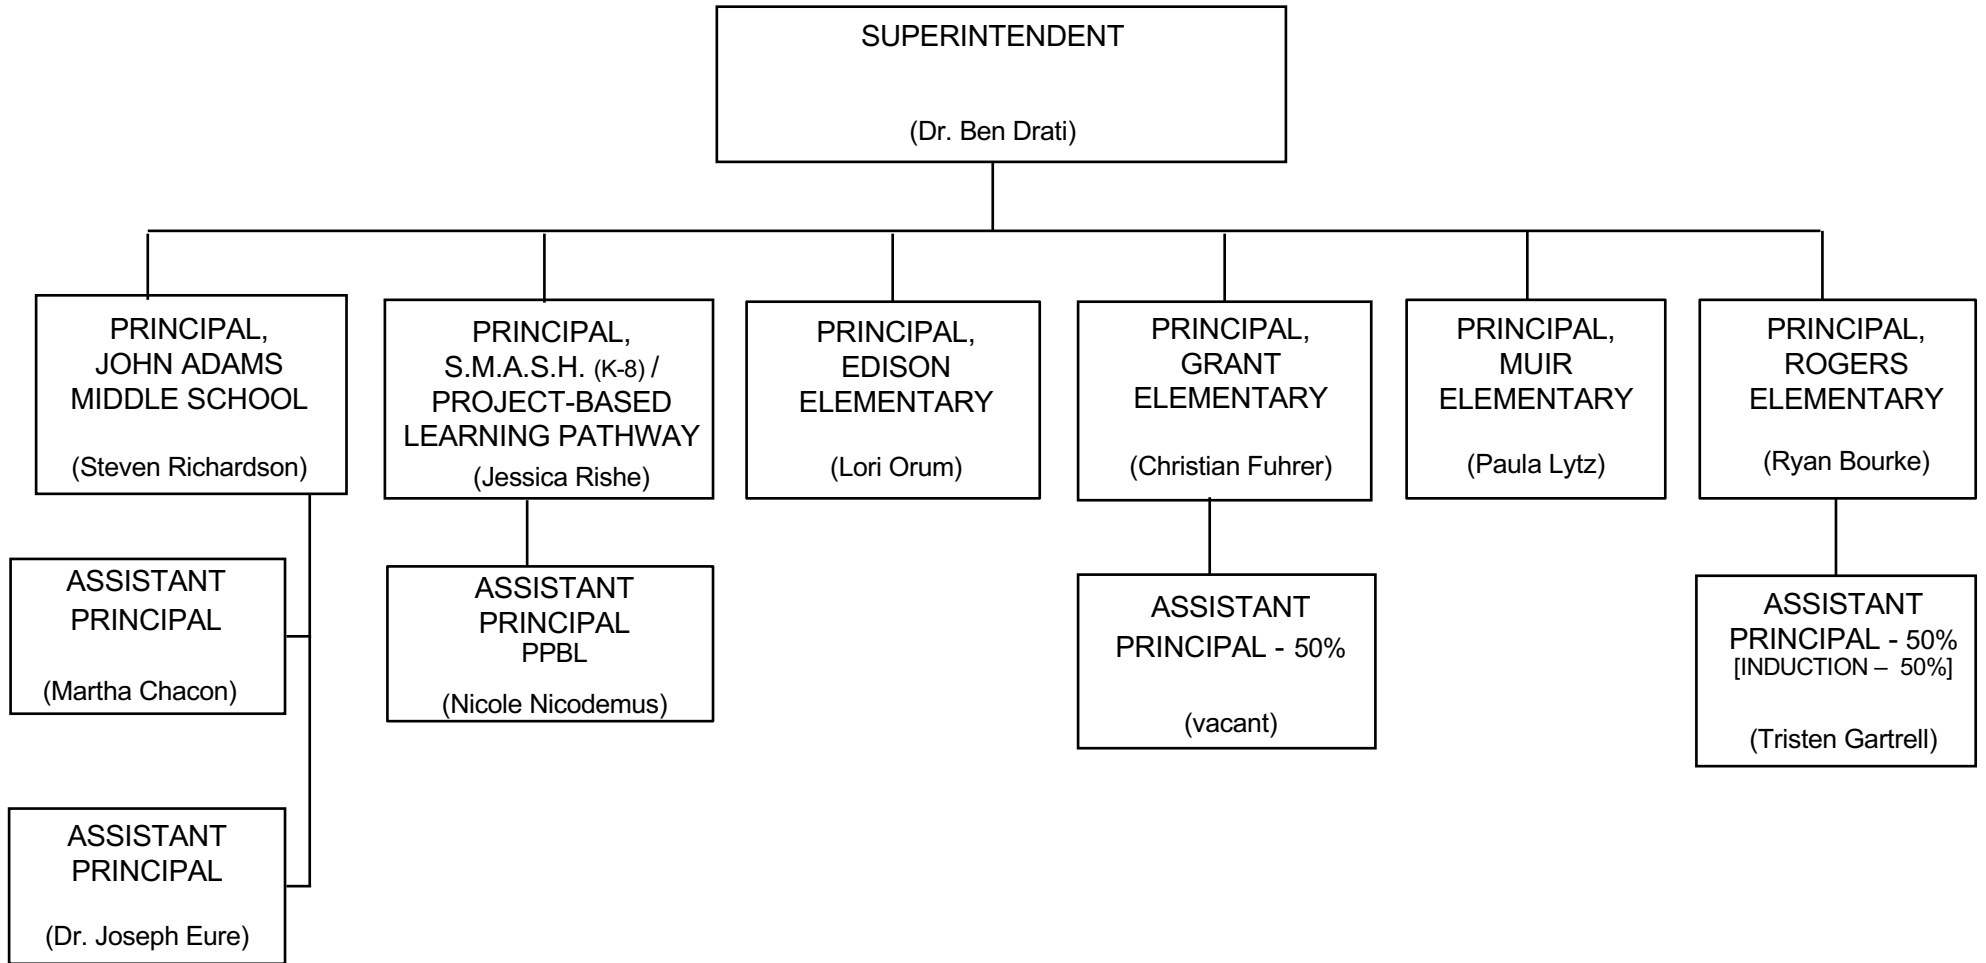 SUPERINTENDENT
(Dr. Ben Drati)
PRINCIPAL,
JOHN ADAMS
MIDDLE SCHOOL
(Steven Richardson)
PRINCIPAL,
S.M.A.S.H. (K-8) /
PROJECT-BASED
LEARNING PATHWAY
(Jessica Rishe)
PRINCIPAL,
EDISON
ELEMENTARY
(Lori Orum)
PRINCIPAL,
GRANT
ELEMENTARY
(Christian Fuhrer)
PRINCIPAL,
MUIR
ELEMENTARY
(Paula Lytz)
PRINCIPAL,
ROGERS
ELEMENTARY
(Ryan Bourke)
ASSISTANT
PRINCIPAL
(Martha Chacon)
ASSISTANT
PRINCIPAL
PPBL
(Nicole Nicodemus)
ASSISTANT
PRINCIPAL - 50%
(vacant)
ASSISTANT
PRINCIPAL - 50%
[INDUCTION – 50%]
(Tristen Gartrell)
ASSISTANT
PRINCIPAL
(Dr. Joseph Eure)